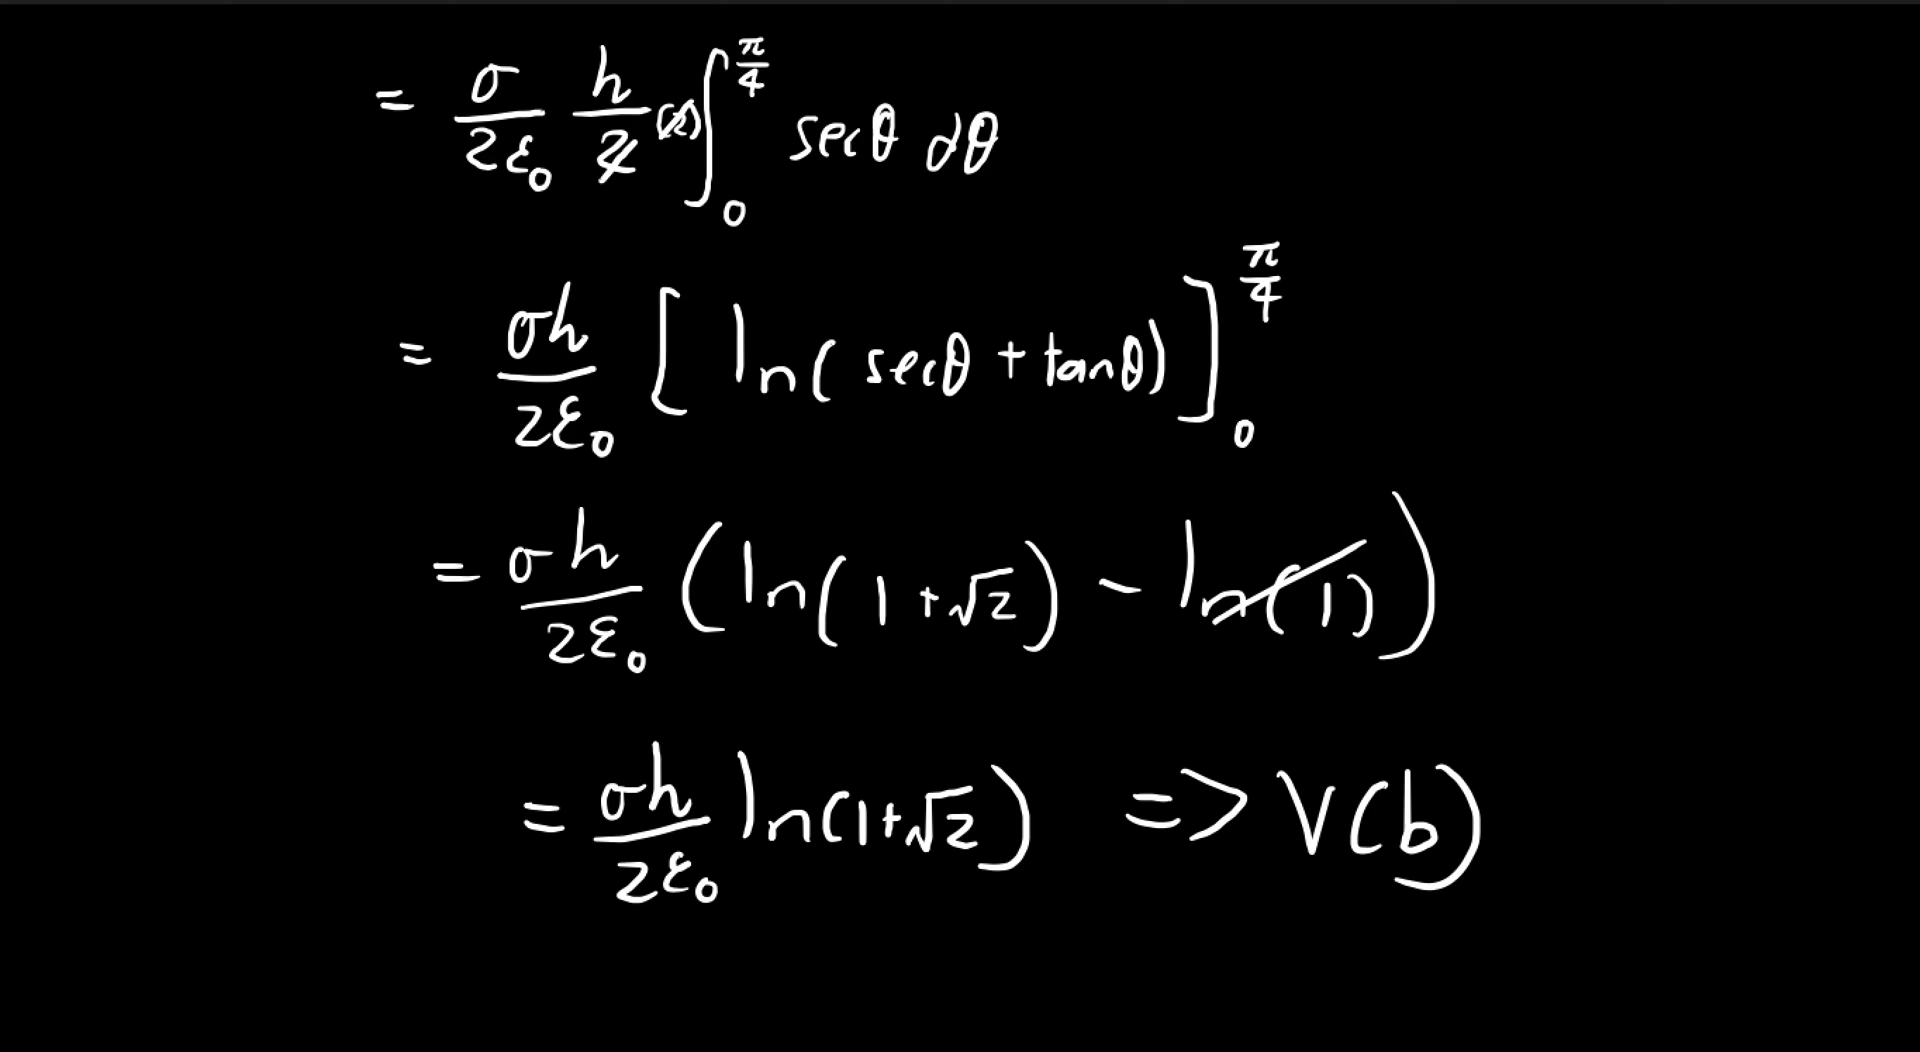 = σ/(2ε₀) h/2 (2) ∫₀^(π/4) secθ dθ
= σh/(2ε₀) [ ln( secθ + tanθ) ]₀^(π/4)
= σh/(2ε₀) (ln( 1+√2) - ln(1))
= σh/(2ε₀) ln(1+√2) => V(b)